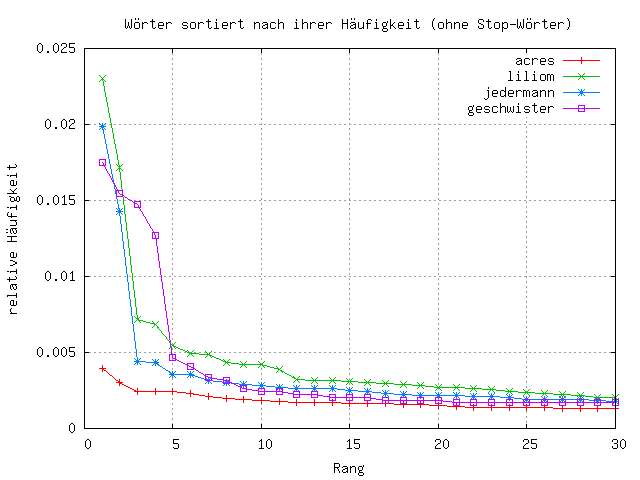 Wörter sortiert nach ihrer Häufigkeit (ohne Stop-Wörter)
0.025
0.02
0.015
0.01
0.005
0
relative Häufigkeit
acres
liliom
jedermann
geschwister
0 5 10 15 20 25 30
Rang